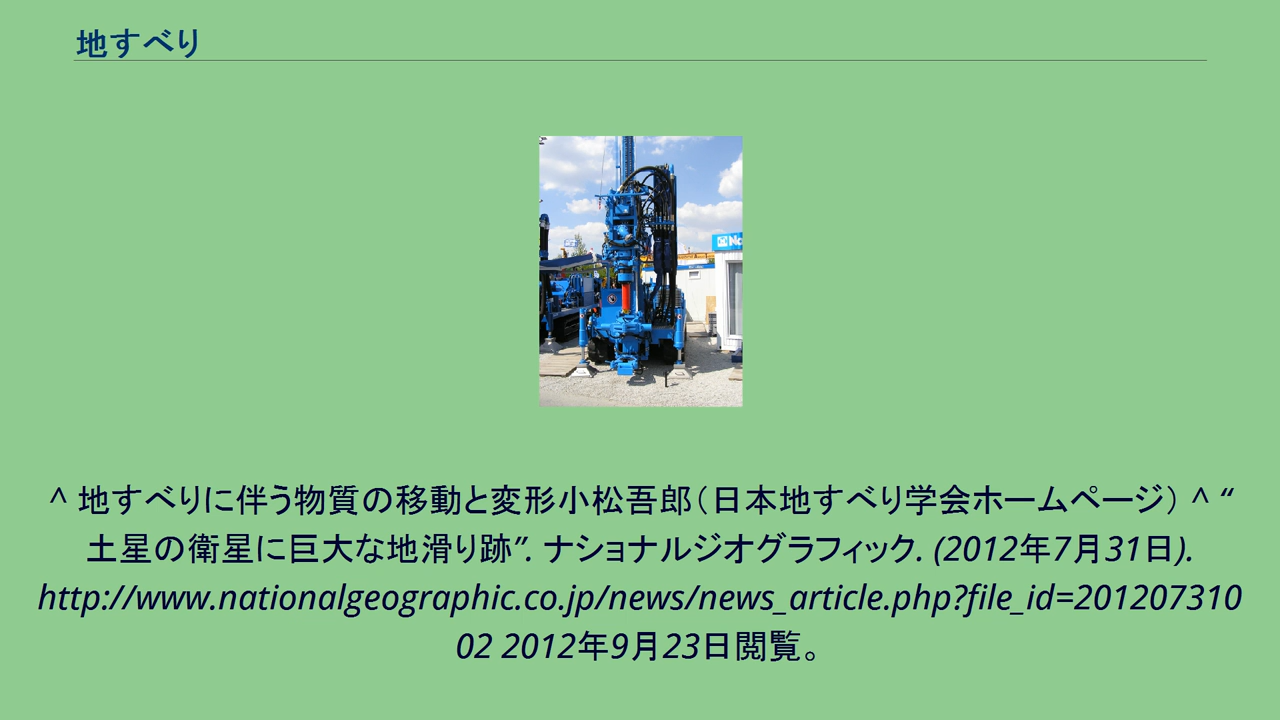 地すべり
^ 地すべりに伴う物質の移動と変形小松吾郎（日本地すべり学会ホームページ） ^ “
土星の衛星に巨大な地滑り跡”. ナショナルジオグラフィック. (2012年7月31日).
http://www.nationalgeographic.co.jp/news/news_article.php?file_id=201207310
02 2012年9月23日閲覧。